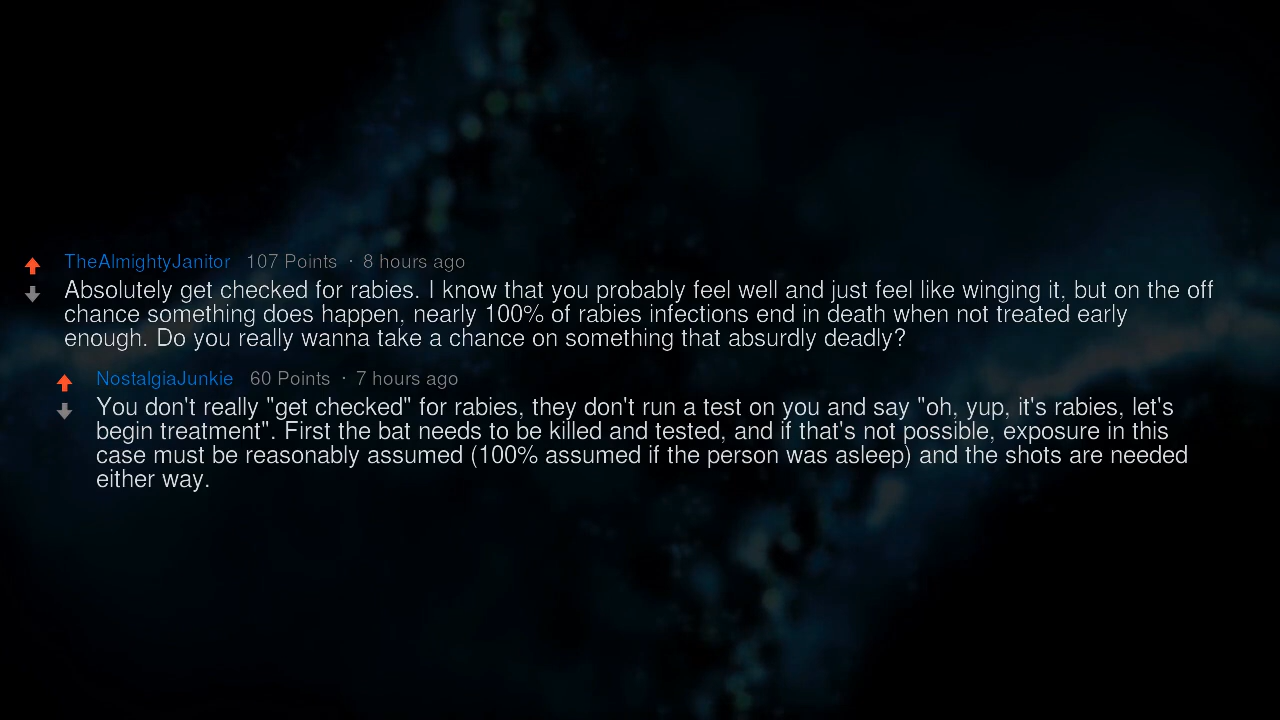 TheAlmightyJanitor 107 Points · 8 hours ago
Absolutely get checked for rabies. I know that you probably feel well and just feel like winging it, but on the off
chance something does happen, nearly 100% of rabies infections end in death when not treated early
enough. Do you really wanna take a chance on something that absurdly deadly?
NostalgiaJunkie 60 Points · 7 hours ago
You don't really "get checked" for rabies, they don't run a test on you and say "oh, yup, it's rabies, let's
begin treatment". First the bat needs to be killed and tested, and if that's not possible, exposure in this
case must be reasonably assumed (100% assumed if the person was asleep) and the shots are needed
either way.